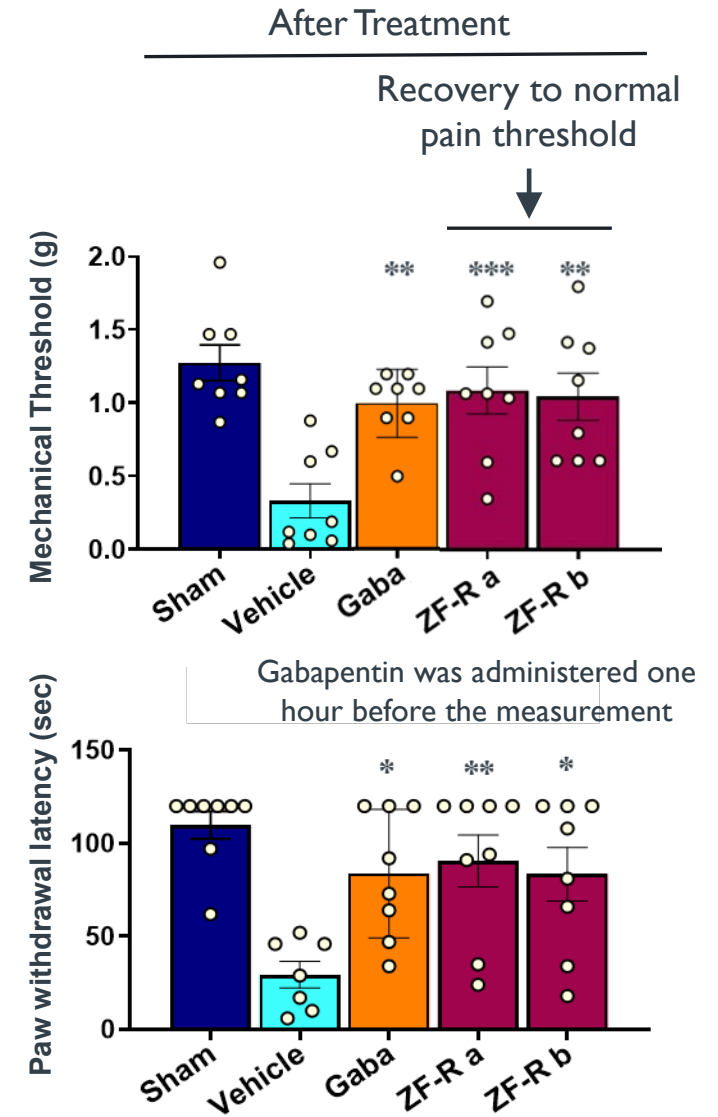 After Treatment
Recovery to normal
pain threshold
Mechanical Threshold (g)
2.0
1.5
1.0
0.5
0.0
** *** **
Sham Vehicle Gaba ZF-R a ZF-R b
Gabapentin was administered one
hour before the measurement
Paw withdrawal latency (sec)
150
100
50
0
* ** *
Sham Vehicle Gaba ZF-R a ZF-R b